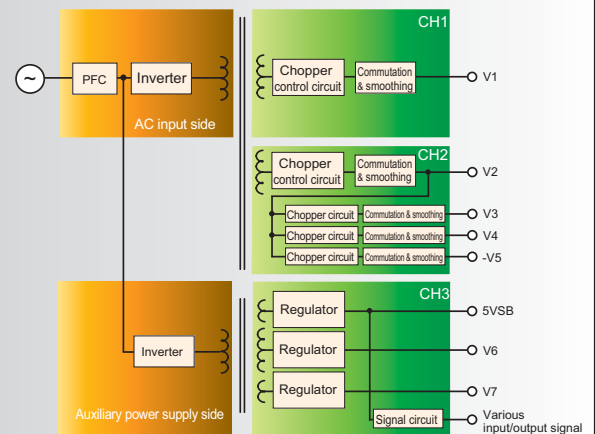 CH1
~
PFC
Inverter
Chopper
control circuit
Commutation
& smoothing
V1
AC input side
CH2
Chopper
control circuit
Commutation
& smoothing
V2
Chopper circuit
Commutation & smoothing
V3
Chopper circuit
Commutation & smoothing
V4
Chopper circuit
Commutation & smoothing
-V5
CH3
Regulator
5VSB
Inverter
Regulator
V6
Regulator
V7
Auxiliary power supply side
Signal circuit
Various
input/output signal